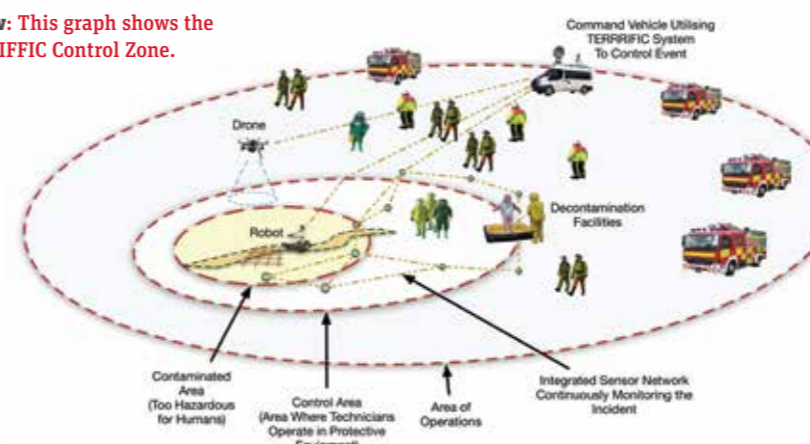 : This graph shows the
IFFIC Control Zone.
Command Vehicle Utilising
TERRRIFIC System
To Control Event
Drone
Robot
Decontamination
Facilities
Contaminated
Area
(Too Hazardous
for Humans)
Control Area
(Area Where Technicians
Operate in Protective
Area of
Operations
Integrated Sensor Network
Continuously Monitoring the
Incident